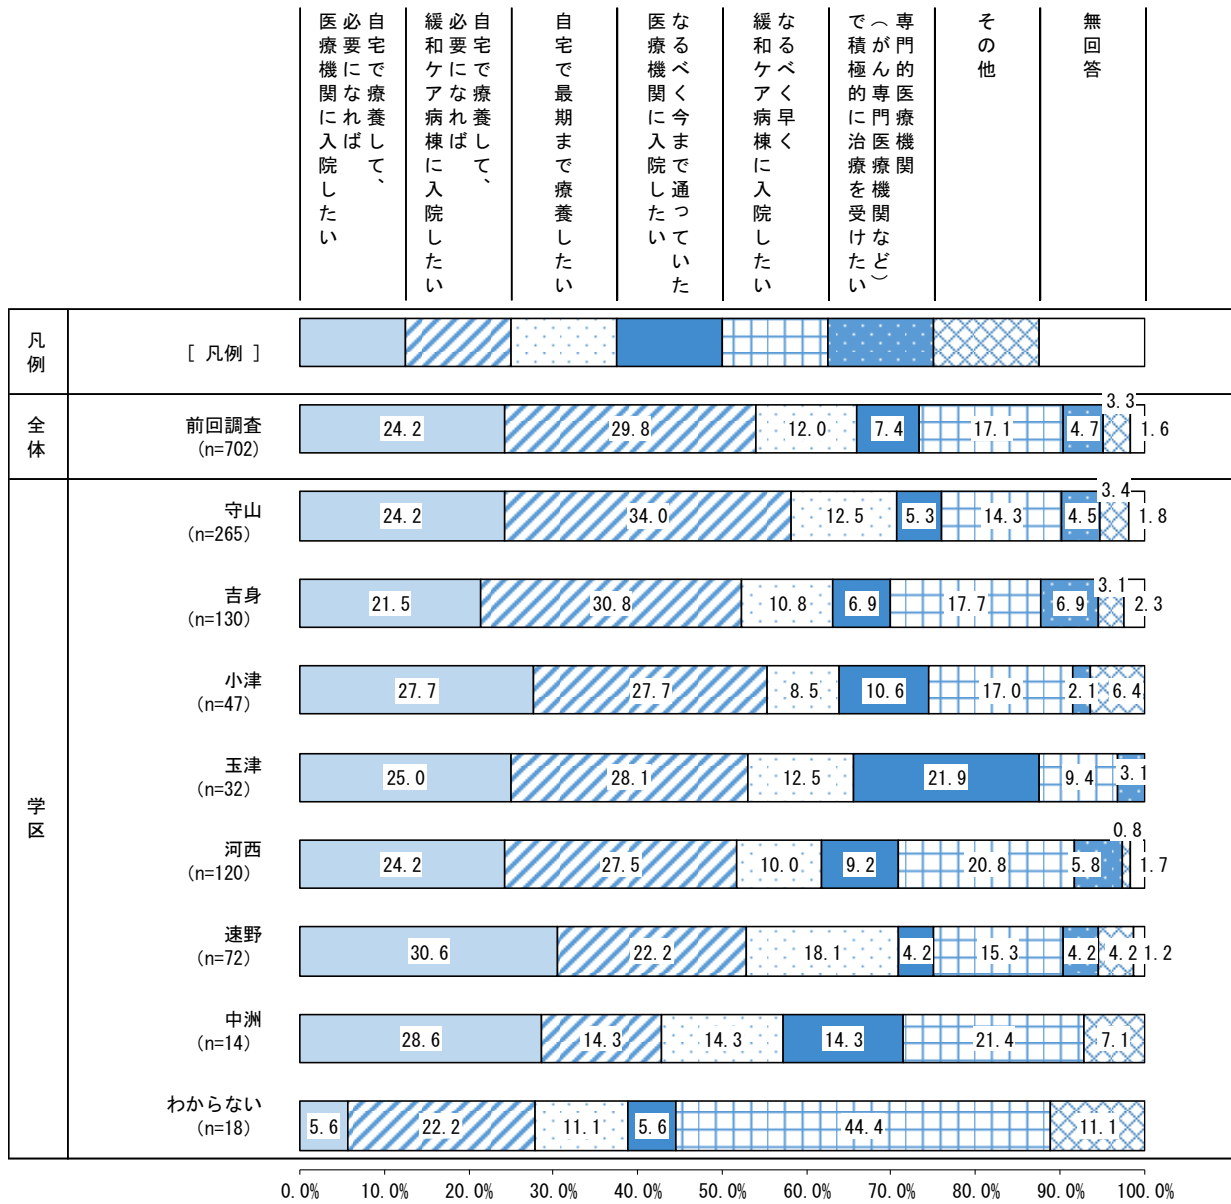 自宅で療養して、
必要になれば
医療機関に入院したい
自宅で療養して、
必要になれば
緩和ケア病棟に入院したい
自宅で最期まで療養したい
なるべく今まで通っていた
医療機関に入院したい
なるべく早く
緩和ケア病棟に入院したい
専門的医療機関
（がん専門医療機関など）
で積極的に治療を受けたい
その他
無回答
凡例
[ 凡例 ]
全体
前回調査
(n=702)
24.2
29.8
12.0
7.4
17.1
4.7
3.3
1.6
学区
守山
(n=265)
24.2
34.0
12.5
5.3
14.3
4.5
3.4
1.8
吉身
(n=130)
21.5
30.8
10.8
6.9
17.7
6.9
3.1
2.3
小津
(n=47)
27.7
27.7
8.5
10.6
17.0
2.1
6.4
玉津
(n=32)
25.0
28.1
12.5
21.9
9.4
3.1
河西
(n=120)
24.2
27.5
10.0
9.2
20.8
5.8
0.8
1.7
速野
(n=72)
30.6
22.2
18.1
4.2
15.3
4.2
4.2
1.2
中洲
(n=14)
28.6
14.3
14.3
14.3
21.4
7.1
わからない
(n=18)
5.6
22.2
11.1
5.6
44.4
11.1
0.0% 10.0% 20.0% 30.0% 40.0% 50.0% 60.0% 70.0% 80.0% 90.0% 100.0%